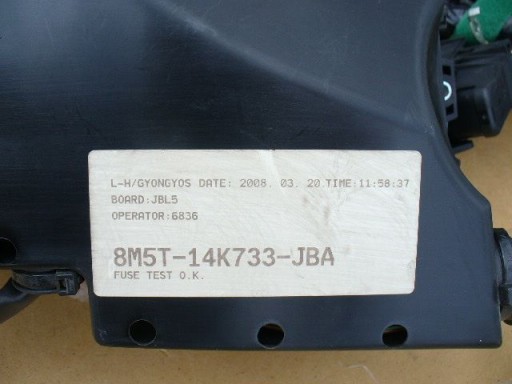 L-H/GYONGYOS DATE: 2008. 03. 20.TIME:11:58:37
BOARD:JBL5
OPERATOR:6836
8M5T-14K733-JBA
FUSE TEST O.K.